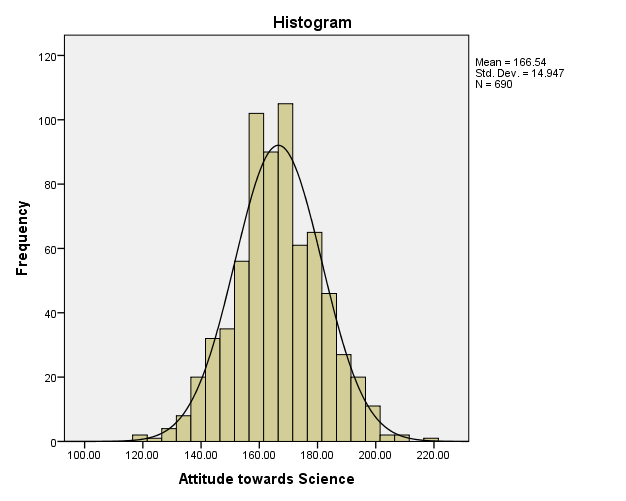 Histogram
Mean = 166.54
Std. Dev. = 14.947
N = 690
120
100
80
60
40
20
0
Frequency
100.00 120.00 140.00 160.00 180.00 200.00 220.00
Attitude towards Science